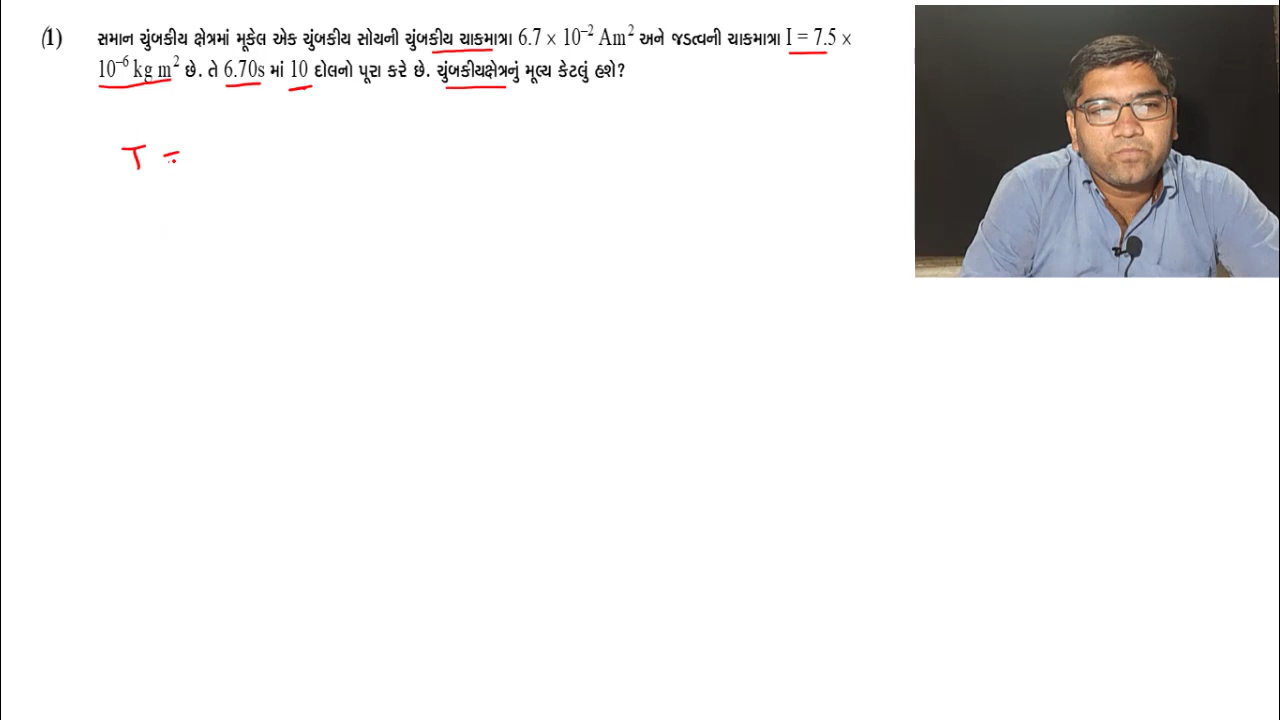 (1) સમાન ચુંબકીય ક્ષેત્રમાં મૂકેલ એક ચુંબકીય સોયની ચુંબકીય ચાકમાત્રા 6.7 × 10⁻² Am² અને જડત્વની ચાકમાત્રા I = 7.5 ×
10⁻⁶ kg m² છે. તે 6.70s માં 10 દોલનો પૂરા કરે છે. ચુંબકીયક્ષેત્રનું મૂલ્ય કેટલું હશે?
T =